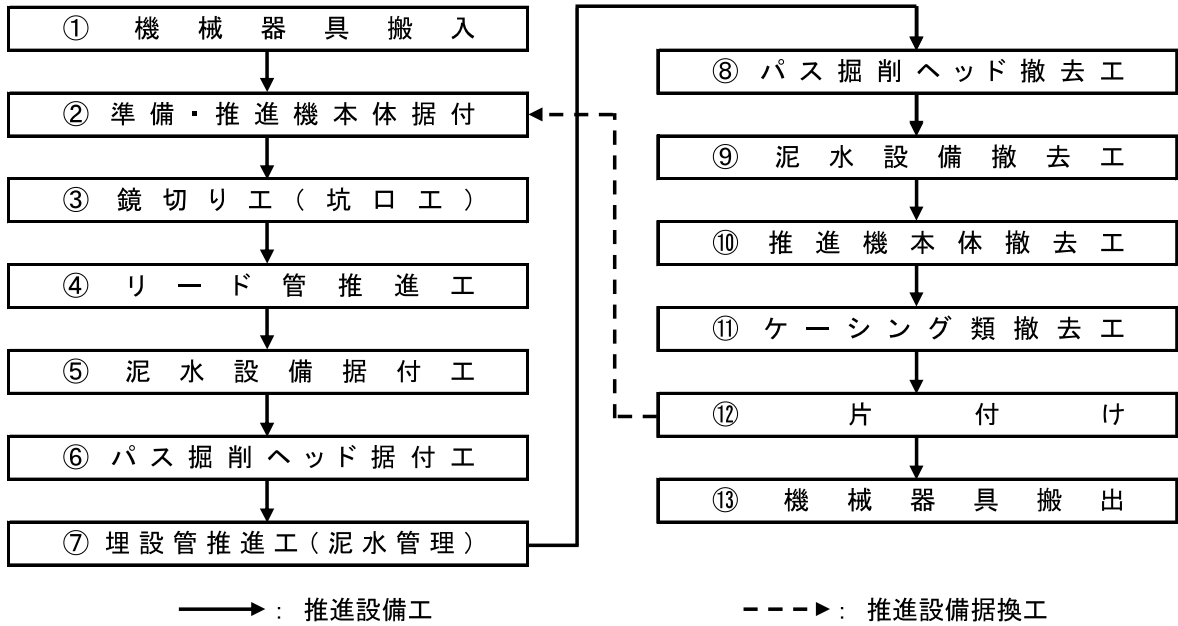 ① 機械器具搬入
② 準備・推進機本体据付
③ 鏡切り工(坑口工)
④ リード管推進工
⑤ 泥水設備据付工
⑥ パス掘削ヘッド据付工
⑦ 埋設管推進工(泥水管理)
⑧ パス掘削ヘッド撤去工
⑨ 泥水設備撤去工
⑩ 推進機本体撤去工
⑪ ケーシング類撤去工
⑫ 片付け
⑬ 機械器具搬出
: 推進設備工
: 推進設備据換工